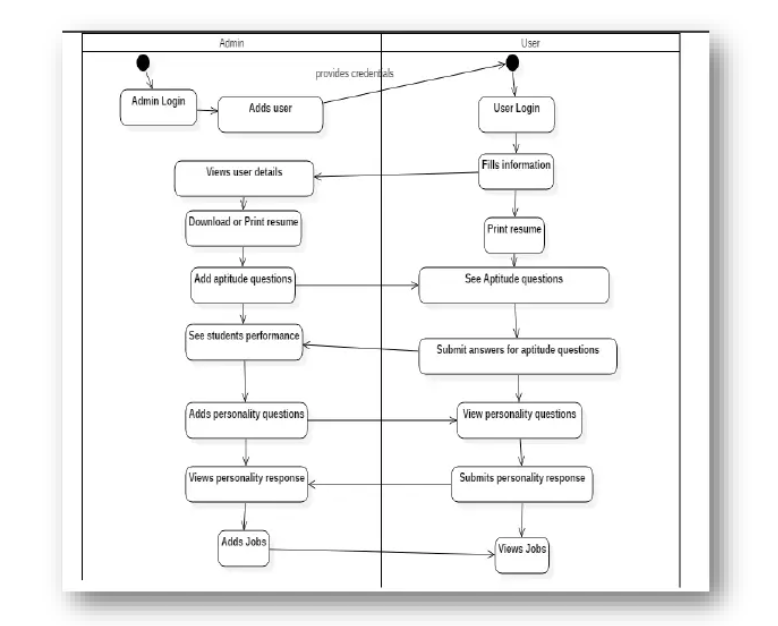 Admin
User
provides credentials
Admin Login
Adds user
User Login
Views user details
Fills information
Download or Print resume
Print resume
Add aptitude questions
See Aptitude questions
See students performance
Submit answers for aptitude questions
Adds personality questions
View personality questions
Views personality response
Submits personality response
Adds Jobs
Views Jobs